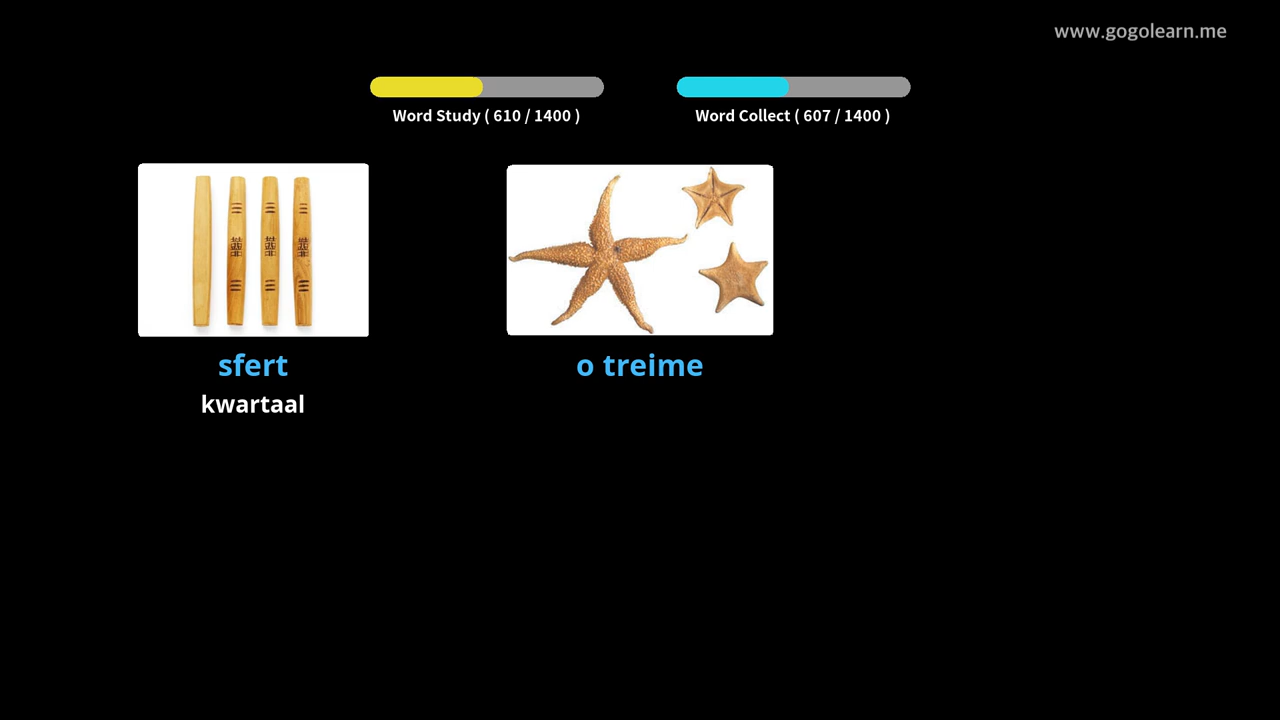 www.gogolearn.me
Word Study ( 610 / 1400 )
Word Collect ( 607 / 1400 )
sfert
kwartaal
o treime